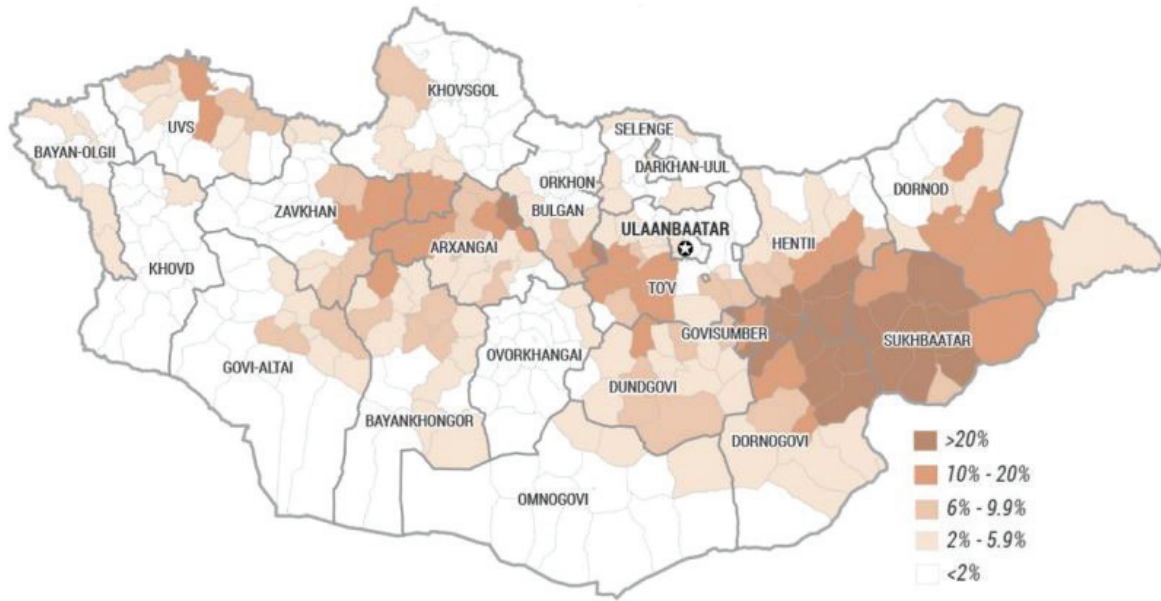 KHOVSGOL
SELENGE
UVS
BAYAN-OLGII
DARKHAN-UUL
ORKHON
DORNOD
ZAVKHAN
BULGAN
ULAANBAATAR
HENTII
ARXANGAI
KHOVD
TO'V
GOVISUMBER
SUKHBAATAR
OVORKHANGAI
GOVI-ALTAI
DUNDGOVI
BAYANKHONGOR
DORNOGOVI
OMNOGOVI
>20%
10% - 20%
6% - 9.9%
2% - 5.9%
<2%